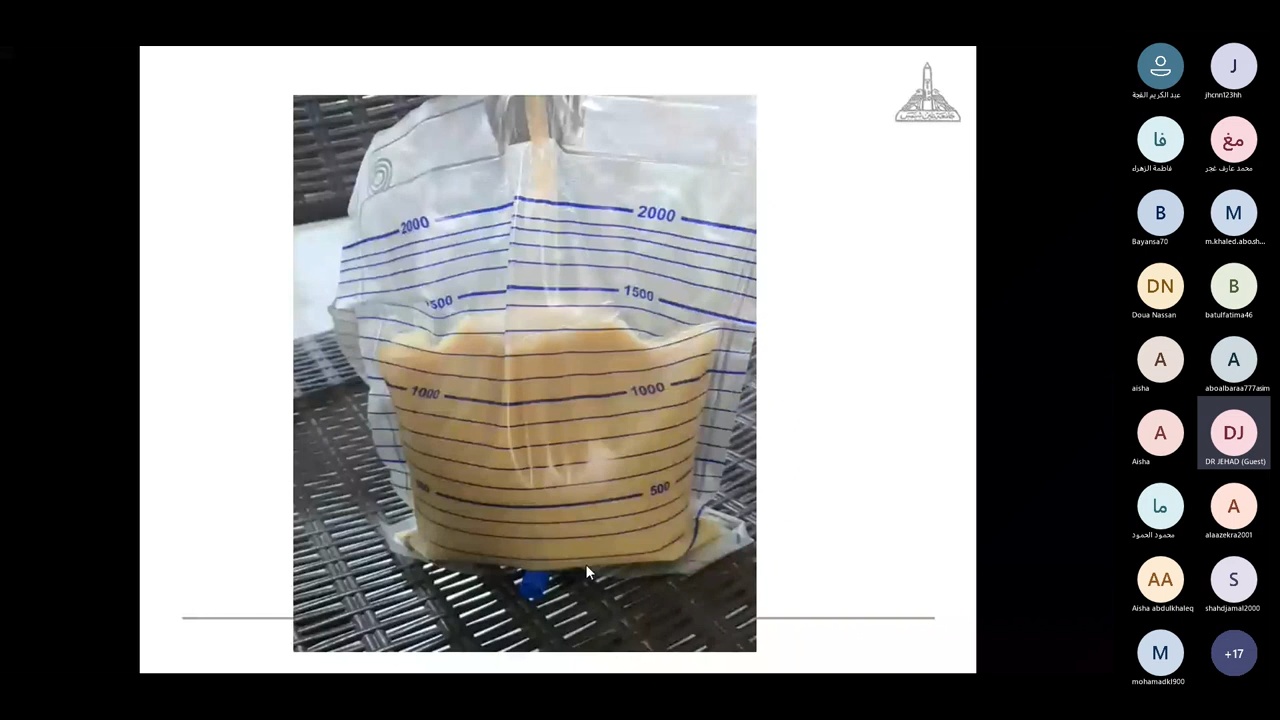 2000
2000
500
1500
1000
1000
500
عبد الكريم القجة
J
jhcnn123hh
فا
فاطمة الزهراء
مغ
محمد عارف غجر
B
Bayansa70
M
m.khaled.abo.sh...
DN
Doua Nassan
B
batulfatima46
A
aisha
A
aboalbaraa777asim
A
Aisha
DJ
DR JEHAD (Guest)
ما
محمود الحمود
A
alaazekra2001
AA
Aisha abdulkhaleq
S
shahdjamal2000
M
mohamadkl900
+17